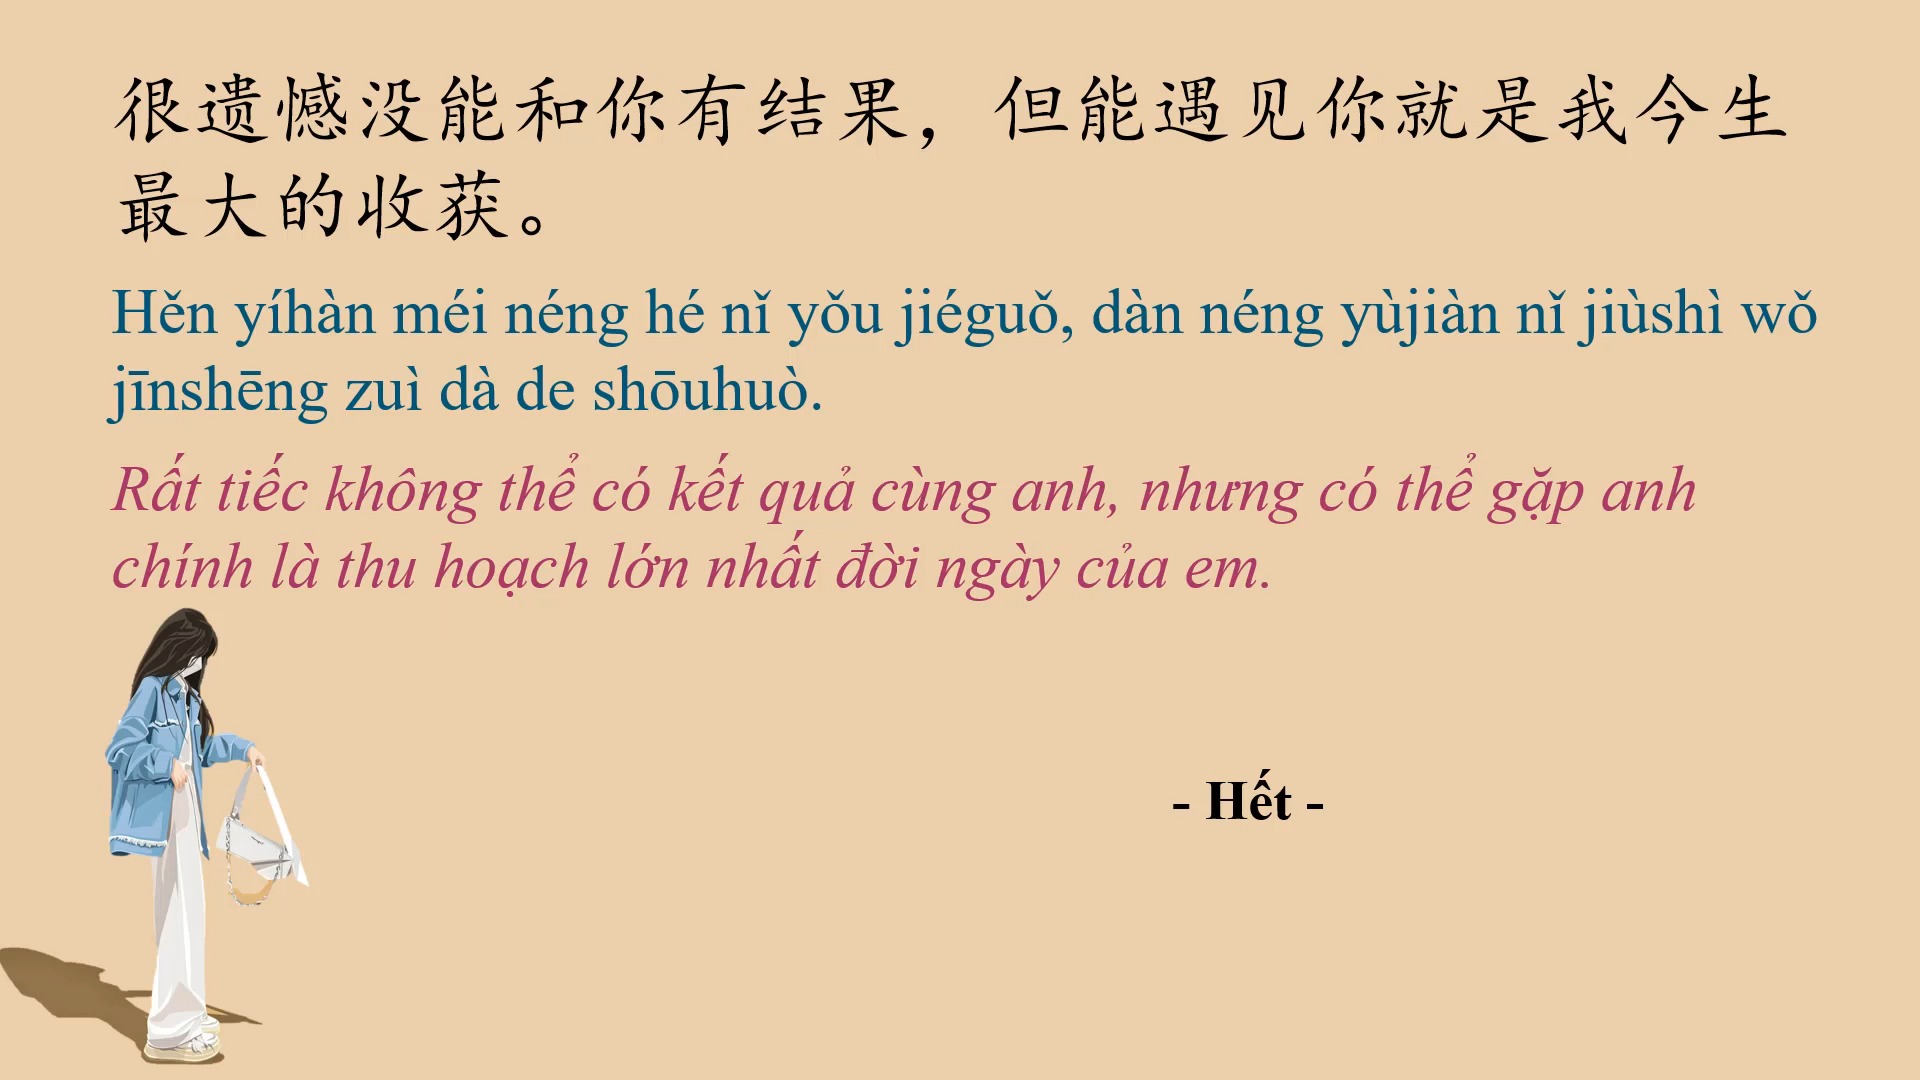 很遗憾没能和你有结果，但能遇见你就是我今生
最大的收获。
Hěn yíhàn méi néng hé nǐ yǒu jiéguǒ, dàn néng yùjiàn nǐ jiùshì wǒ
jīnshēng zuì dà de shōuhuò.
Rất tiếc không thể có kết quả cùng anh, nhưng có thể gặp anh
chính là thu hoạch lớn nhất đời ngày của em.
- Hết -